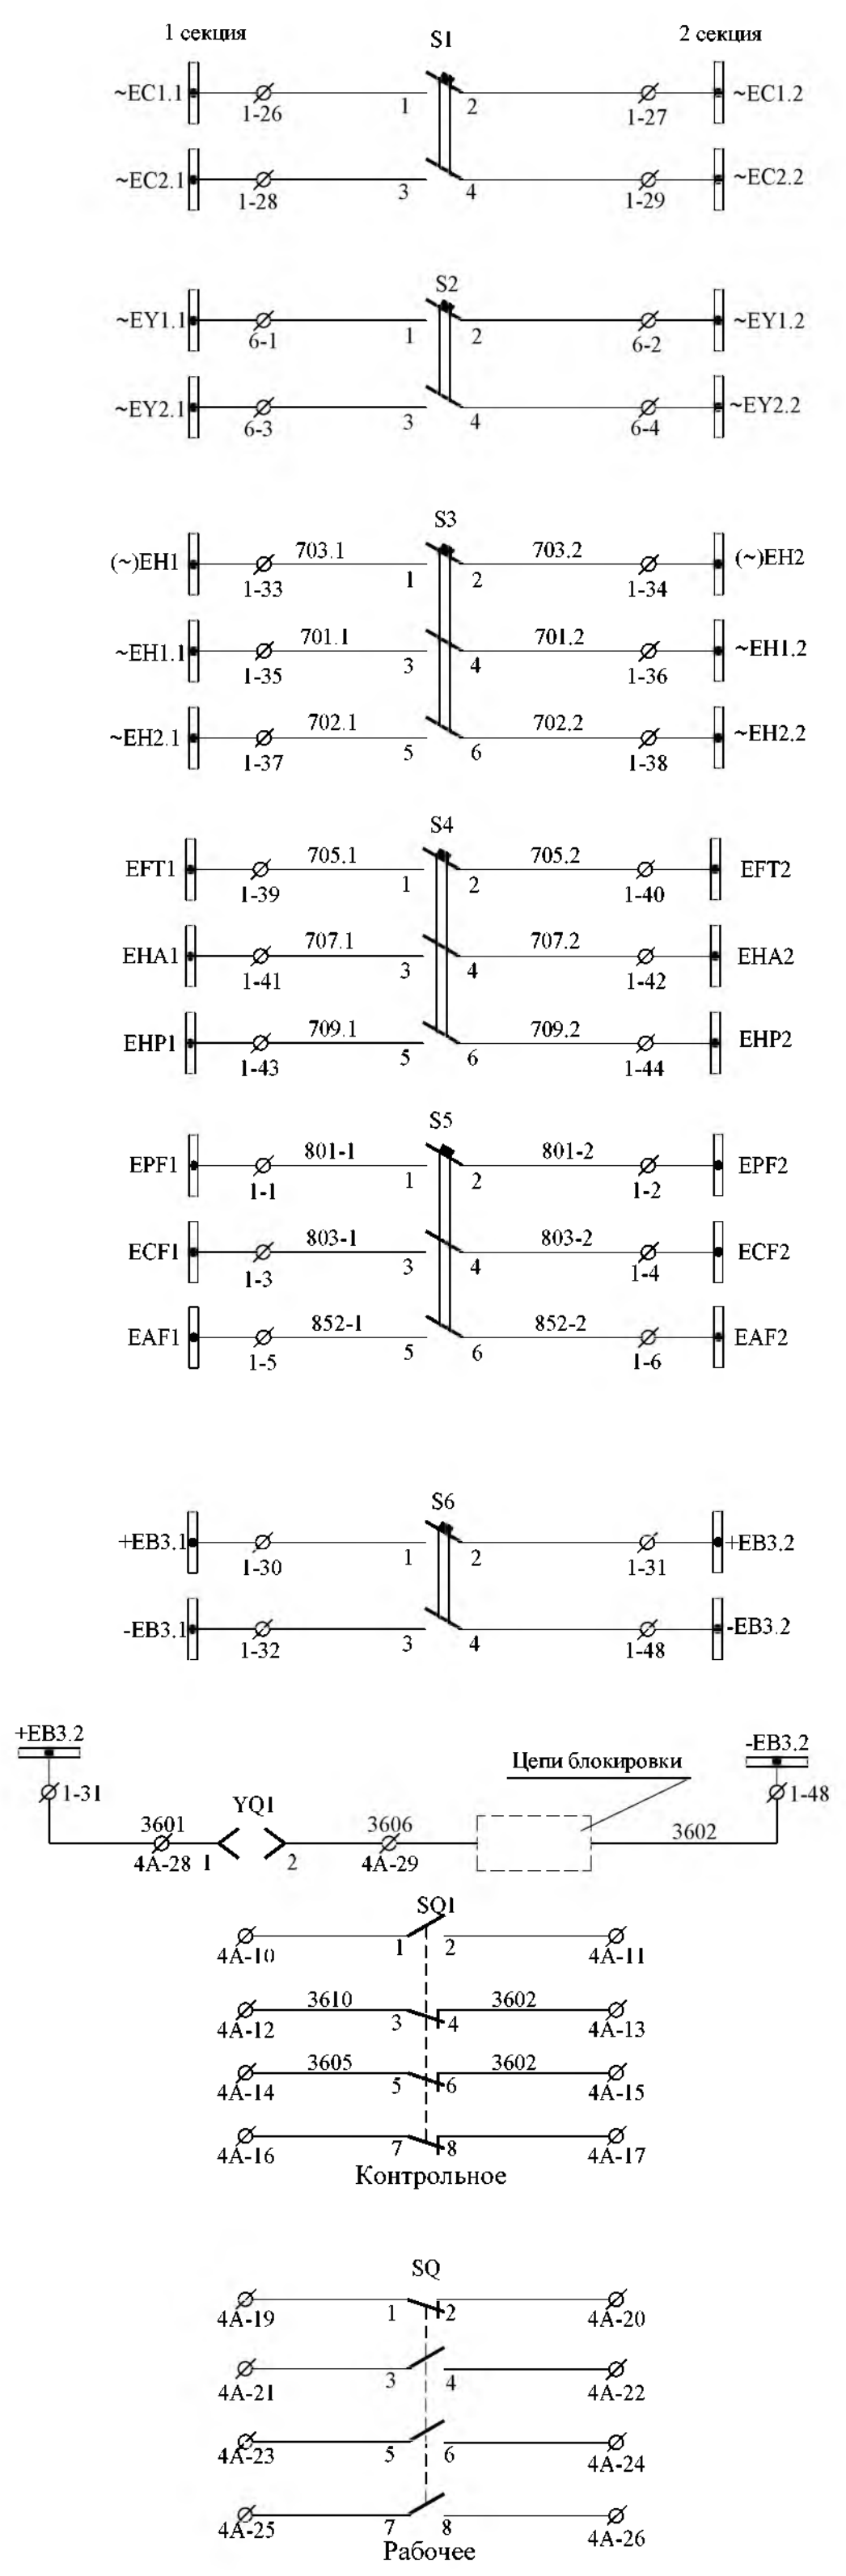 1 секция S1 2 секция
~EC1.1 1-26 1 2 1-27 ~EC1.2
~EC2.1 1-28 3 4 1-29 ~EC2.2
S2
~EY1.1 6-1 1 2 6-2 ~EY1.2
~EY2.1 6-3 3 4 6-4 ~EY2.2
S3
(~)EH1 1-33 703.1 1 2 703.2 1-34 (~)EH2
~EH1.1 1-35 701.1 3 4 701.2 1-36 ~EH1.2
~EH2.1 1-37 702.1 5 6 702.2 1-38 ~EH2.2
S4
EFT1 1-39 705.1 1 2 705.2 1-40 EFT2
EHA1 1-41 707.1 3 4 707.2 1-42 EHA2
EHP1 1-43 709.1 5 6 709.2 1-44 EHP2
S5
EPF1 1-1 801-1 1 2 801-2 1-2 EPF2
ECF1 1-3 803-1 3 4 803-2 1-4 ECF2
EAF1 1-5 852-1 5 6 852-2 1-6 EAF2
S6
+EB3.1 1-30 1 2 1-31 +EB3.2
-EB3.1 1-32 3 4 1-48 -EB3.2
+EB3.2 Цепи блокировки -EB3.2
1-31 YQ1 1-48
3601 3606 3602
4A-28 1 2 4A-29
SQ1
4A-10 1 2 4A-11
3610 3602
4A-12 3 4 4A-13
3605 3602
4A-14 5 6 4A-15
4A-16 7 8 4A-17
Контрольное
SQ
4A-19 1 2 4A-20
4A-21 3 4 4A-22
4A-23 5 6 4A-24
4A-25 7 8 4A-26
Рабочее